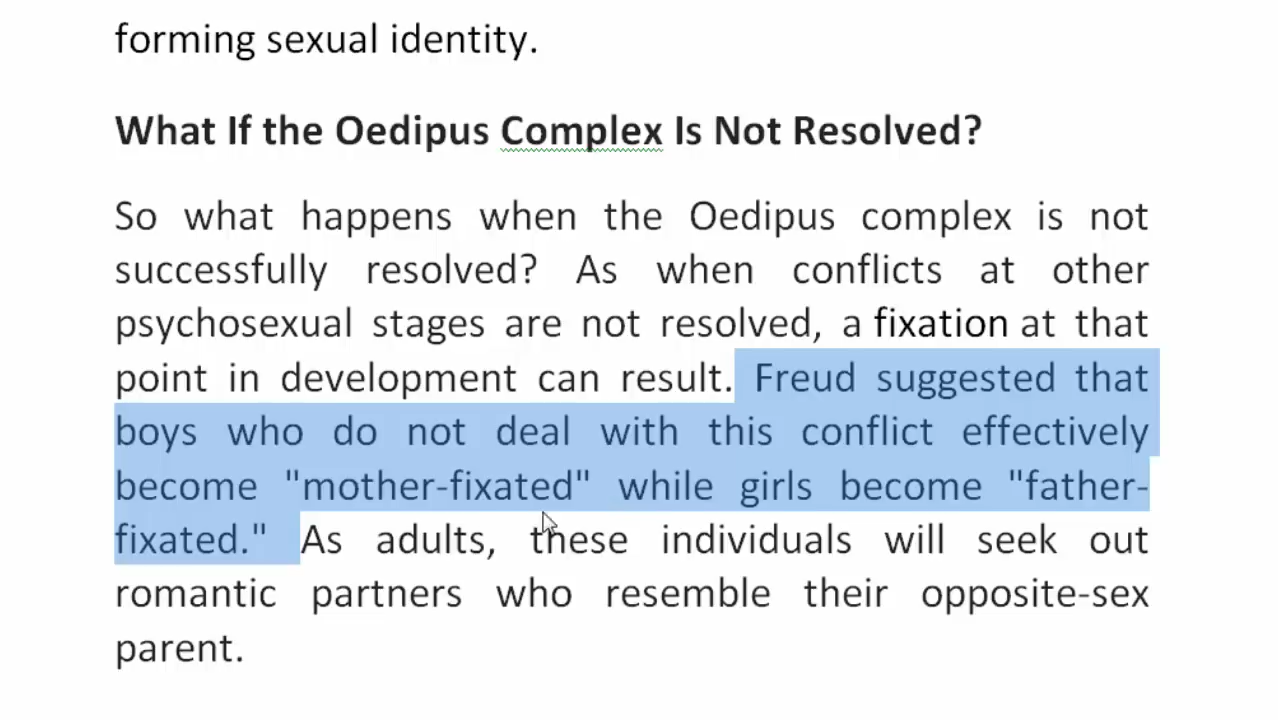 forming sexual identity.
What If the Oedipus Complex Is Not Resolved?
So what happens when the Oedipus complex is not
successfully resolved? As when conflicts at other
psychosexual stages are not resolved, a fixation at that
point in development can result. Freud suggested that
boys who do not deal with this conflict effectively
become "mother-fixated" while girls become "father-
fixated." As adults, these individuals will seek out
romantic partners who resemble their opposite-sex
parent.